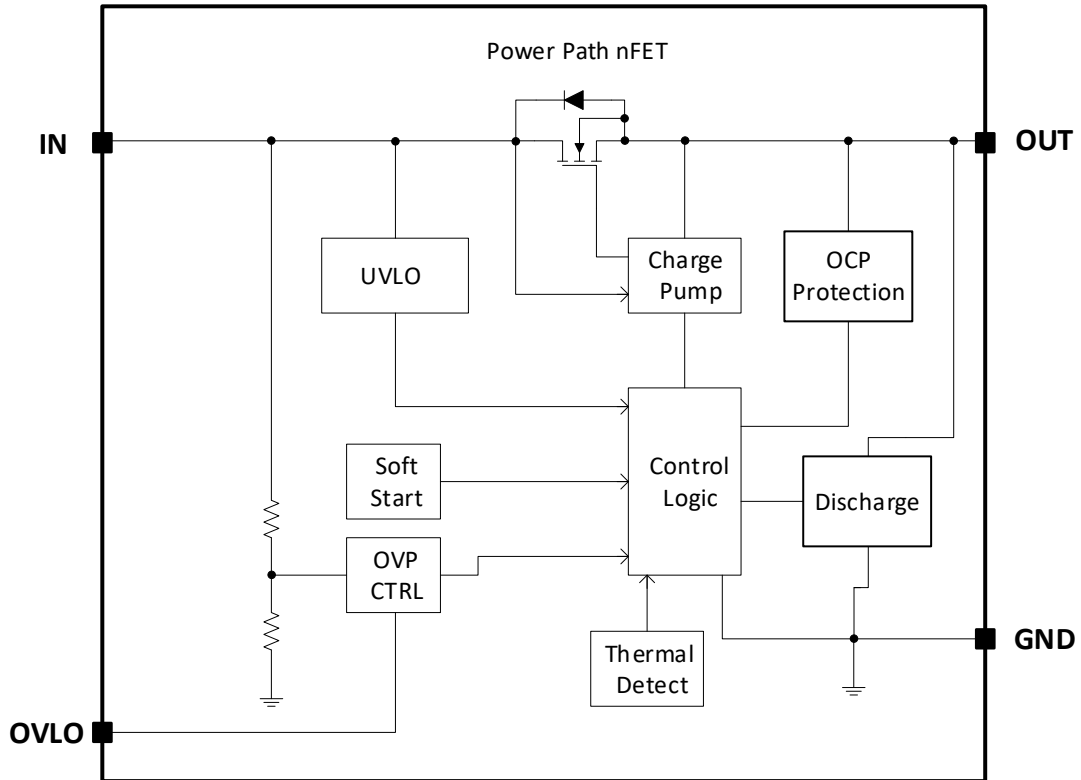 Power Path nFET
IN
OUT
UVLO
Charge
Pump
OCP
Protection
Soft
Start
Control
Logic
Discharge
OVP
CTRL
Thermal
Detect
GND
OVLO